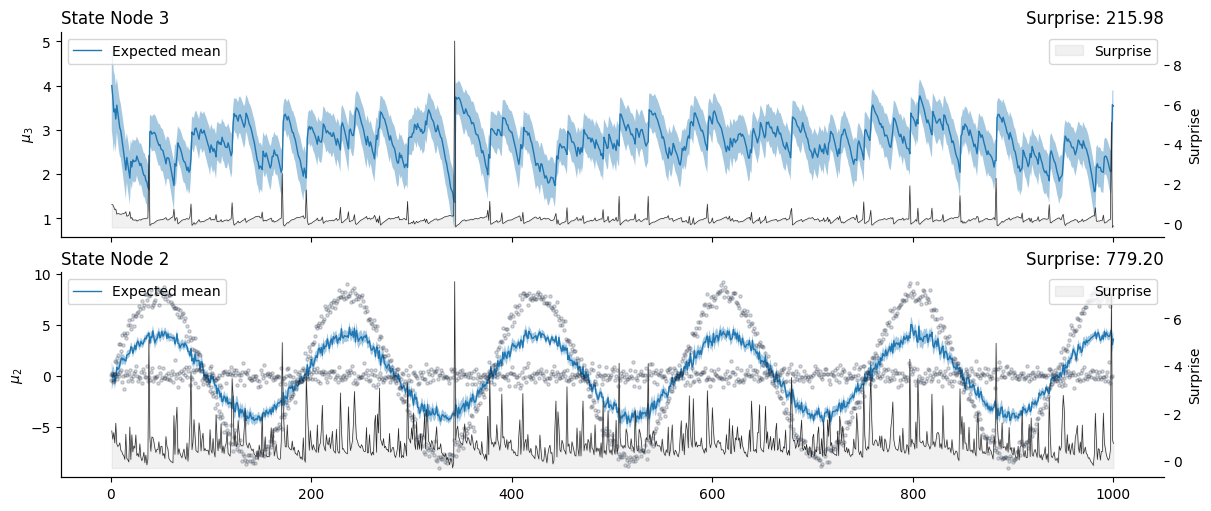 State Node 3
Surprise: 215.98
Expected mean
Surprise
5
4
3
2
1
μ3
8
6
4
2
0
Surprise
State Node 2
Surprise: 779.20
Expected mean
Surprise
10
5
0
−5
μ2
6
4
2
0
Surprise
0
200
400
600
800
1000